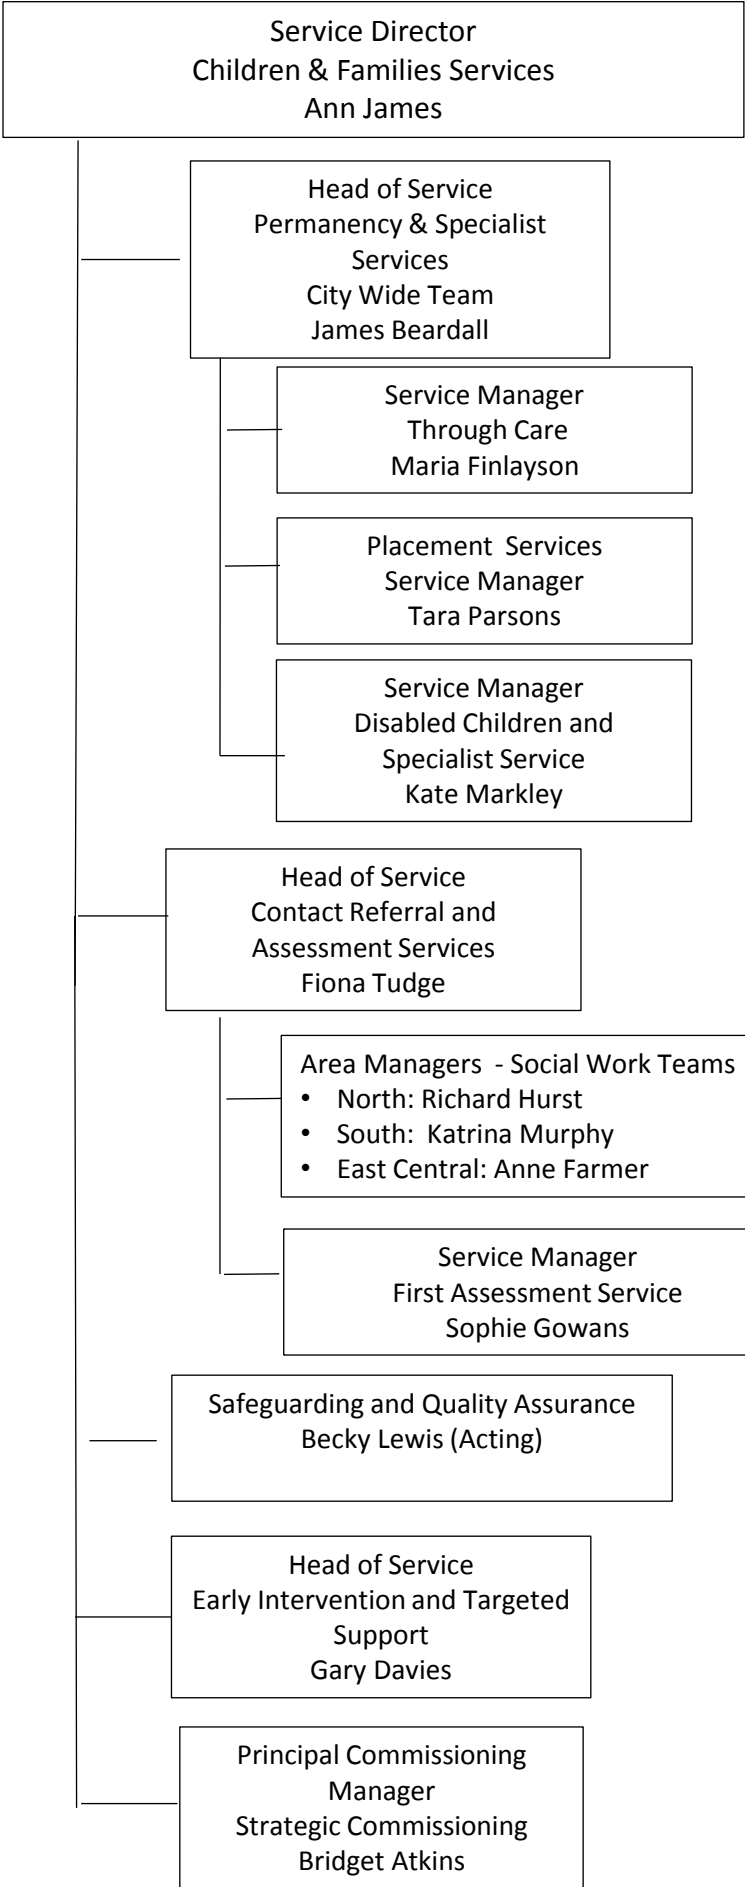 Service Director
Children & Families Services
Ann James
Head of Service
Permanency & Specialist
Services
City Wide Team
James Beardall
Service Manager
Through Care
Maria Finlayson
Placement Services
Service Manager
Tara Parsons
Service Manager
Disabled Children and
Specialist Service
Kate Markley
Head of Service
Contact Referral and
Assessment Services
Fiona Tudge
Area Managers - Social Work Teams
• North: Richard Hurst
• South: Katrina Murphy
• East Central: Anne Farmer
Service Manager
First Assessment Service
Sophie Gowans
Safeguarding and Quality Assurance
Becky Lewis (Acting)
Head of Service
Early Intervention and Targeted
Support
Gary Davies
Principal Commissioning
Manager
Strategic Commissioning
Bridget Atkins